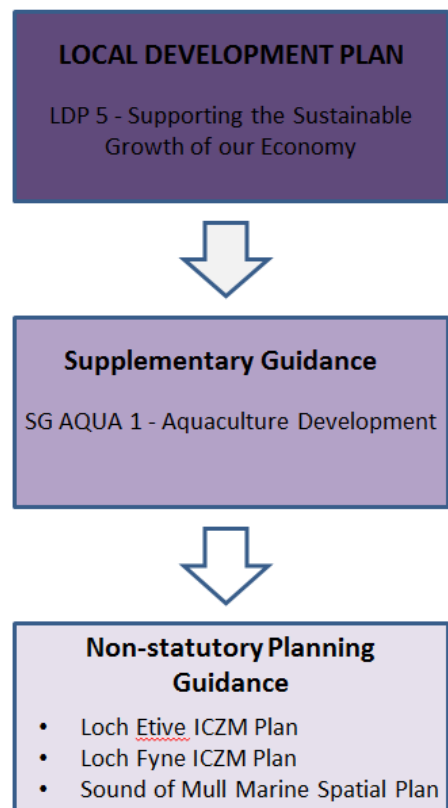 LOCAL DEVELOPMENT PLAN
LDP 5 - Supporting the Sustainable
Growth of our Economy
Supplementary Guidance
SG AQUA 1 - Aquaculture Development
Non-statutory Planning
Guidance
• Loch Etive ICZM Plan
• Loch Fyne ICZM Plan
• Sound of Mull Marine Spatial Plan